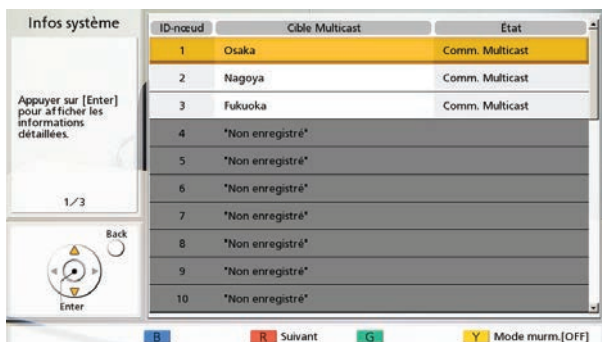 Infos système
ID-nœud Cible Multicast État
1 Osaka Comm. Multicast
2 Nagoya Comm. Multicast
3 Fukuoka Comm. Multicast
4 "Non enregistré"
5 "Non enregistré"
6 "Non enregistré"
7 "Non enregistré"
8 "Non enregistré"
9 "Non enregistré"
10 "Non enregistré"
Appuyer sur [Enter]
pour afficher les
informations
détaillées.
1/3
Back
Enter
B R Suivant G Y Mode murm.[OFF]